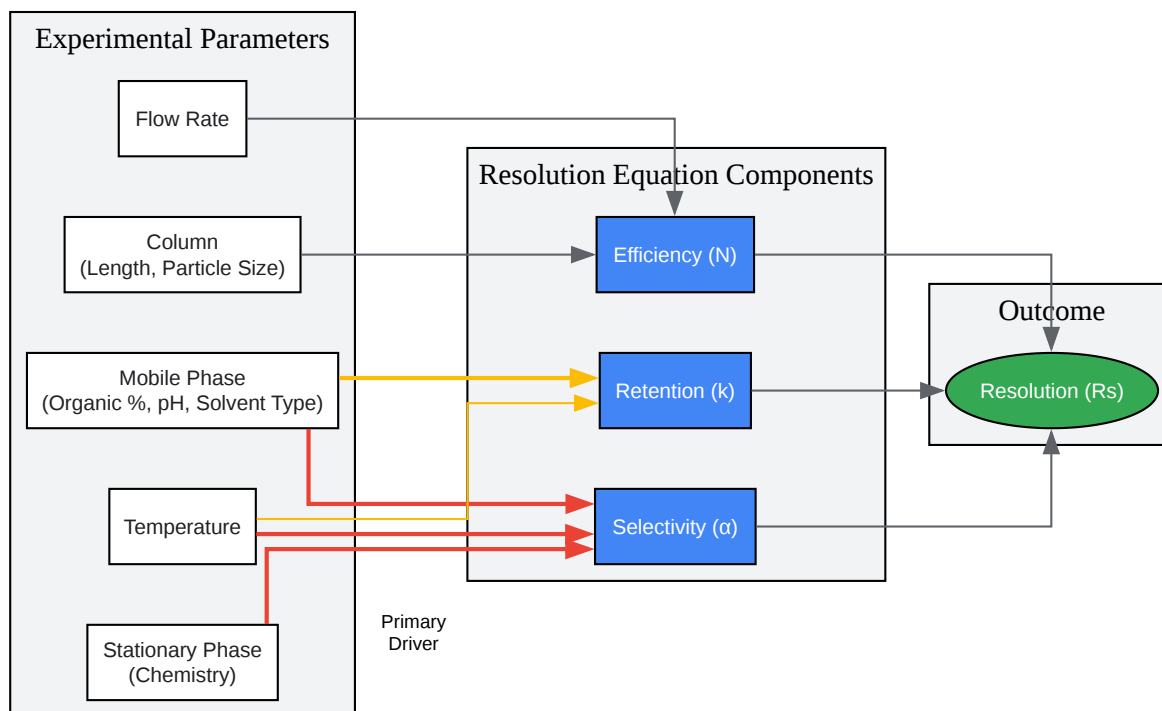 Experimental Parameters
Flow Rate
Column
(Length, Particle Size)
Mobile Phase
(Organic %, pH, Solvent Type)
Temperature
Stationary Phase
(Chemistry)
Primary
Driver
Resolution Equation Components
Efficiency (N)
Retention (k)
Selectivity (α)
Outcome
Resolution (Rs)